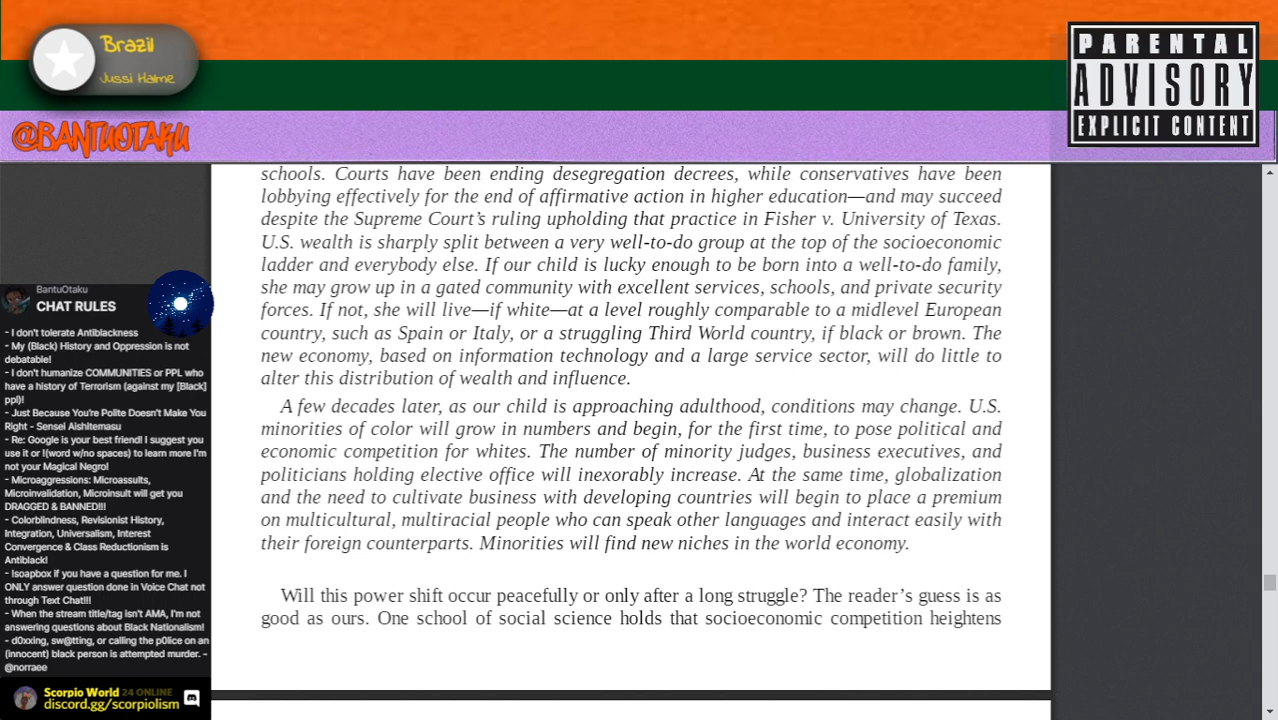 Brazil
Jussi Halme
PARENTAL
ADVISORY
EXPLICIT CONTENT
@BANTUOTAKU
schools. Courts have been ending desegregation decrees, while conservatives have been
lobbying effectively for the end of affirmative action in higher education—and may succeed
despite the Supreme Court’s ruling upholding that practice in Fisher v. University of Texas.
U.S. wealth is sharply split between a very well-to-do group at the top of the socioeconomic
ladder and everybody else. If our child is lucky enough to be born into a well-to-do family,
she may grow up in a gated community with excellent services, schools, and private security
forces. If not, she will live—if white—at a level roughly comparable to a midlevel European
country, such as Spain or Italy, or a struggling Third World country, if black or brown. The
new economy, based on information technology and a large service sector, will do little to
alter this distribution of wealth and influence.
A few decades later, as our child is approaching adulthood, conditions may change. U.S.
minorities of color will grow in numbers and begin, for the first time, to pose political and
economic competition for whites. The number of minority judges, business executives, and
politicians holding elective office will inexorably increase. At the same time, globalization
and the need to cultivate business with developing countries will begin to place a premium
on multicultural, multiracial people who can speak other languages and interact easily with
their foreign counterparts. Minorities will find new niches in the world economy.
Will this power shift occur peacefully or only after a long struggle? The reader’s guess is as
good as ours. One school of social science holds that socioeconomic competition heightens
BantuOtaku
CHAT RULES
- I don't tolerate Antiblackness
- My (Black) History and Oppression is not
debatable!
- I don't humanize COMMUNITIES or PPL who
have a history of Terrorism (against my [Black]
ppl)!
- Just Because You're Polite Doesn't Make You
Right - Sensei Aishitemasu
- Re: Google is your best friend! I suggest you
use it or !(word w/no spaces) to learn more I'm
not your Magical Negro!
- Microaggressions: Microassults,
Microinvalidation, Microinsult will get you
DRAGGED & BANNED!!!
- Colorblindness, Revisionist History,
Integration, Universalism, Interest
Convergence & Class Reductionism is
Antiblack!
- !soapbox if you have a question for me. I
ONLY answer question done in Voice Chat not
through Text Chat!!!
- When the stream title/tag isn't AMA, I'm not
answering questions about Black Nationalism!
- d0xxing, sw@tting, or calling the p0lice on an
(innocent) black person is attempted murder. -
@norraee
Scorpio World 24 ONLINE
discord.gg/scorpiolism